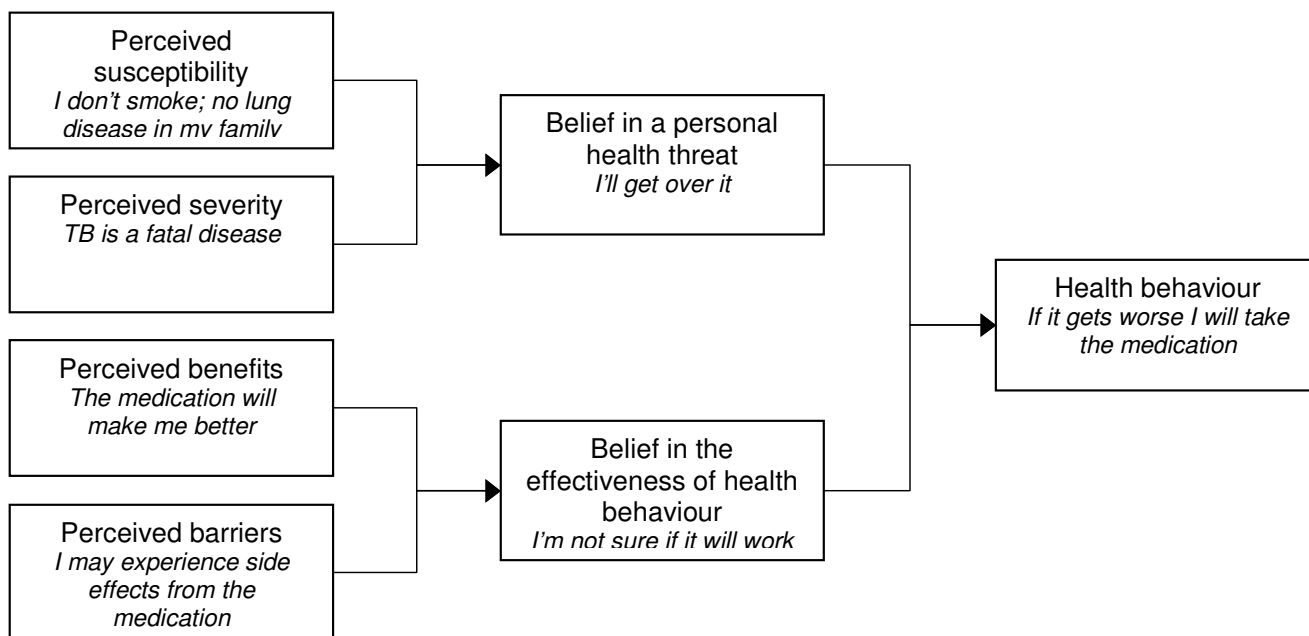 Perceived
susceptibility
I don't smoke; no lung
disease in my family
Perceived severity
TB is a fatal disease
Perceived benefits
The medication will
make me better
Perceived barriers
I may experience side
effects from the
medication
Belief in a personal
health threat
I'll get over it
Belief in the
effectiveness of health
behaviour
I'm not sure if it will work
Health behaviour
If it gets worse I will take
the medication